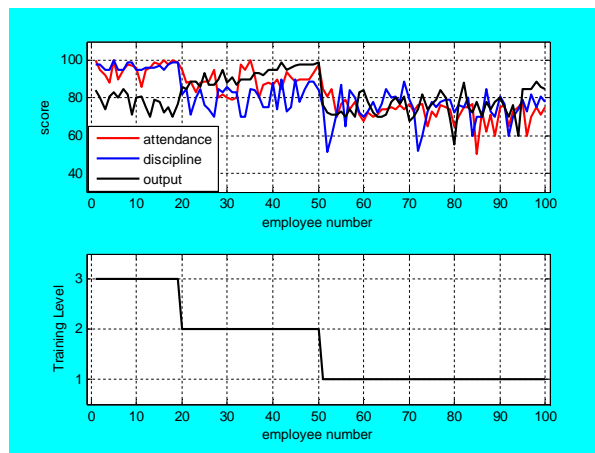 100
80
60
40
score
attendance
discipline
output
0 10 20 30 40 50 60 70 80 90 100
employee number
3
2
1
Training Level
0 10 20 30 40 50 60 70 80 90 100
employee number